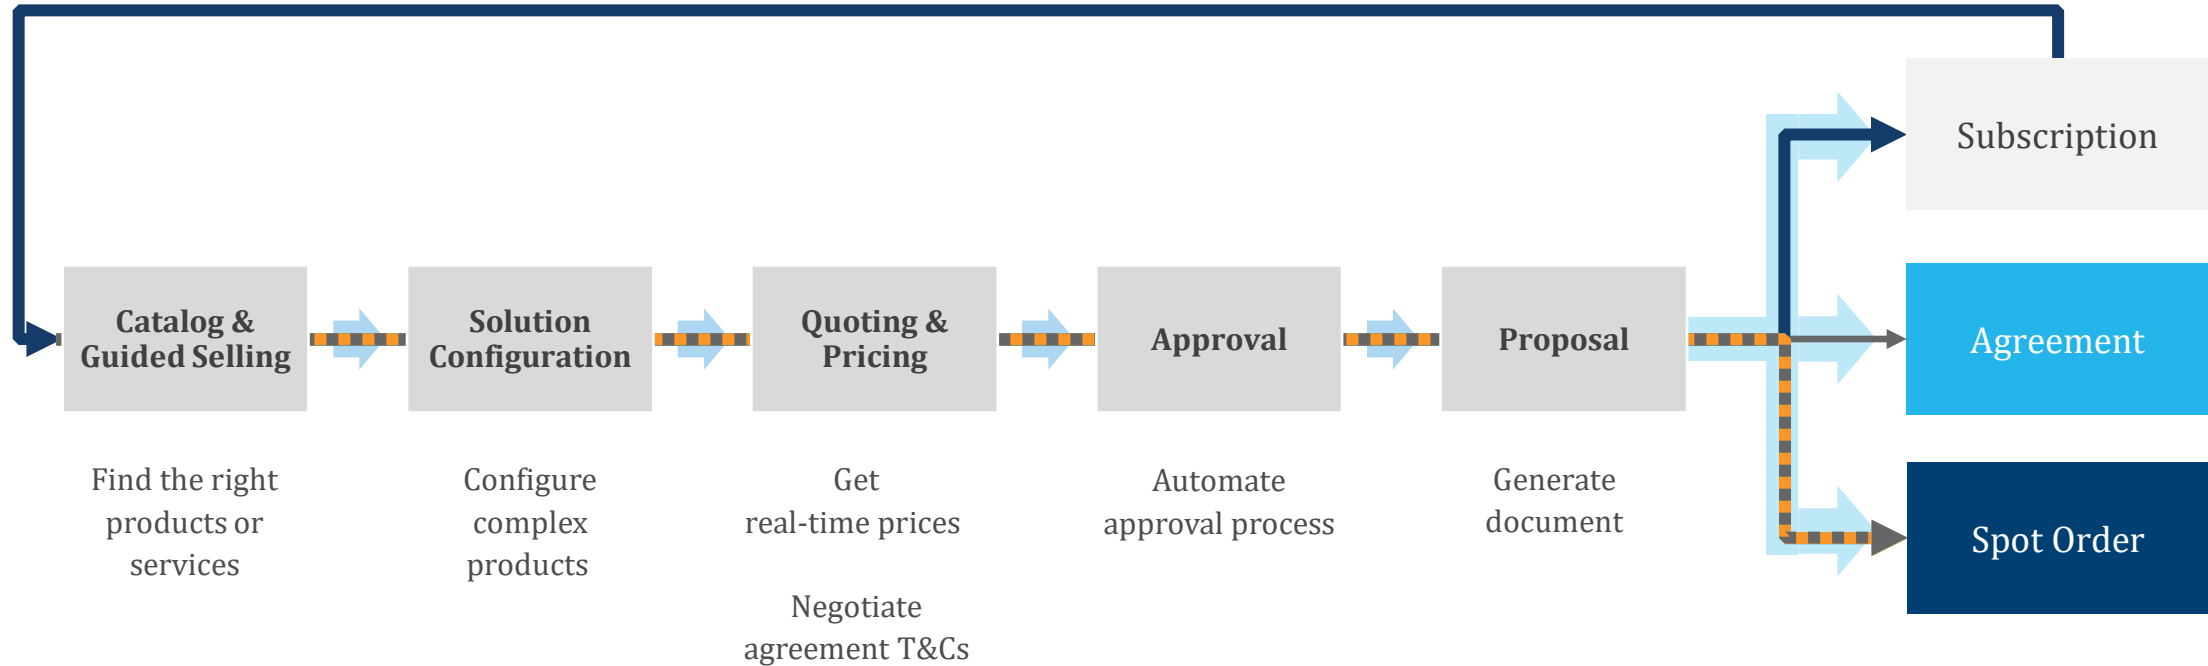 Subscription
Catalog &
Guided Selling
Solution
Configuration
Quoting &
Pricing
Approval
Proposal
Agreement
Find the right
products or
services
Configure
complex
products
Get
real-time prices
Negotiate
agreement T&Cs
Automate
approval process
Generate
document
Spot Order